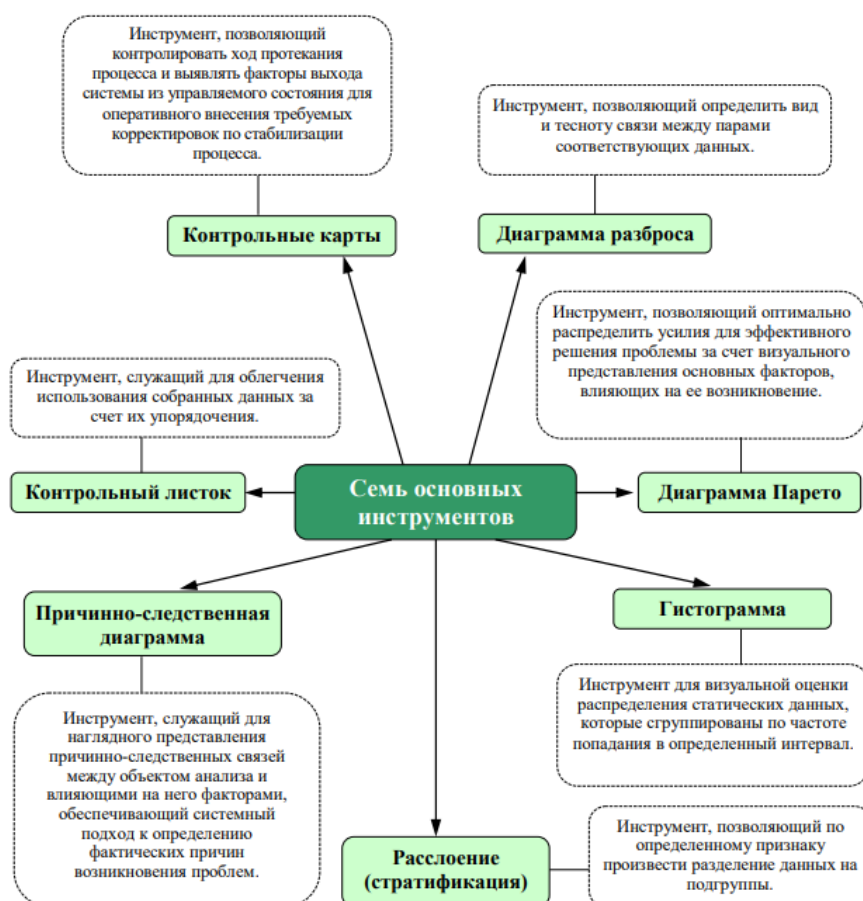 Инструмент, позволяющий
контролировать ход протекания
процесса и выявлять факторы выхода
системы из управляемого состояния для
оперативного внесения требуемых
корректировок по стабилизации
процесса.
Контрольные карты
Инструмент, позволяющий определить вид
и тесноту связи между парами
соответствующих данных.
Диаграмма разброса
Инструмент, позволяющий оптимально
распределить усилия для эффективного
решения проблемы за счет визуального
представления основных факторов,
влияющих на ее возникновение.
Инструмент, служащий для облегчения
использования собранных данных за
счет их упорядочения.
Контрольный листок
Семь основных
инструментов
Диаграмма Парето
Причинно-следственная
диаграмма
Гистограмма
Инструмент, служащий для
наглядного представления
причинно-следственных связей
между объектом анализа и
влияющими на него факторами,
обеспечивающий системный
подход к определению
фактических причин
возникновения проблем.
Инструмент для визуальной оценки
распределения статических данных,
которые сгруппированы по частоте
попадания в определенный интервал.
Расслоение
(стратификация)
Инструмент, позволяющий по
определенному признаку
произвести разделение данных на
подгруппы.